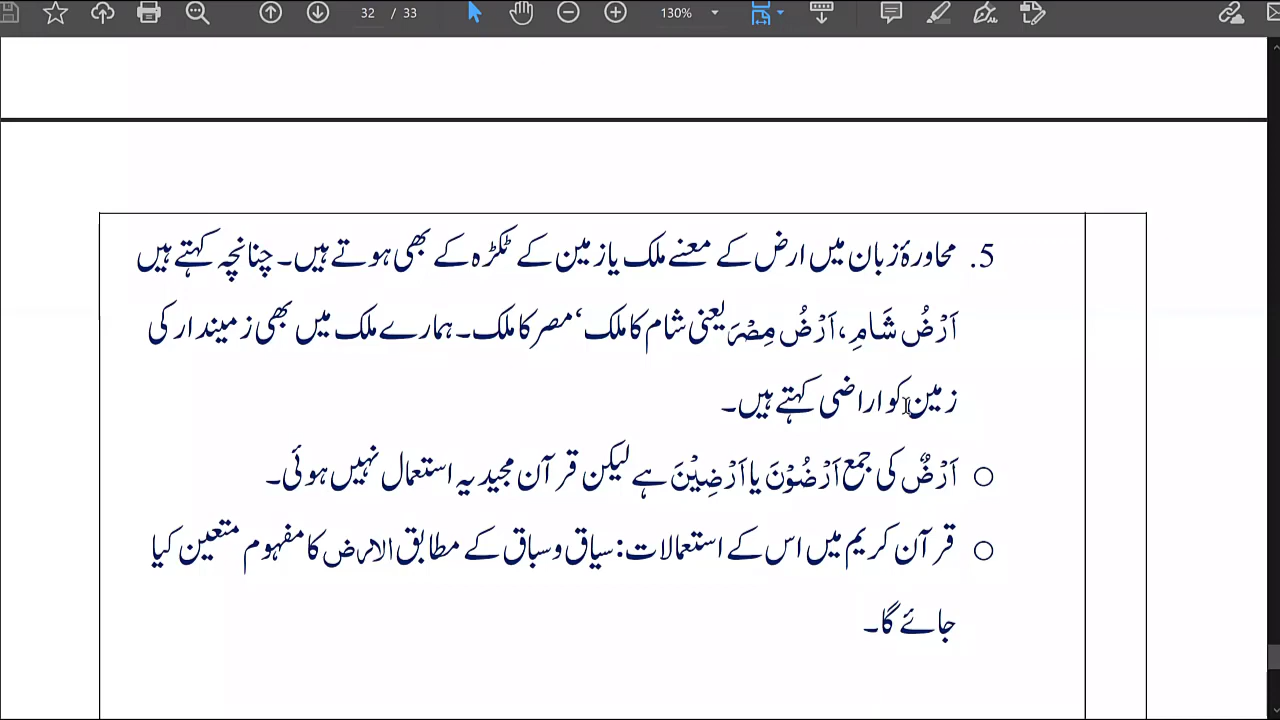 32 / 33
130%
5. محاورۂ زبان میں ارض کے معنے ملک یا زمین کے ٹکڑہ کے بھی ہوتے ہیں۔ چنانچہ کہتے ہیں
اَرْضُ شَامِ، اَرْضُ مِصْرَ یعنی شام کا ملک‘ مصر کا ملک۔ ہمارے ملک میں بھی زمیندار کی
زمین کو اراضی کہتے ہیں۔
○ اَرْضٌ کی جمع اَرْضُوْنَ یا اَرْضِیْنَ ہے لیکن قرآن مجید یہ استعمال نہیں ہوئی۔
○ قرآن کریم میں اس کے استعمالات: سیاق و سباق کے مطابق الارض کا مفہوم متعین کیا
جائے گا۔